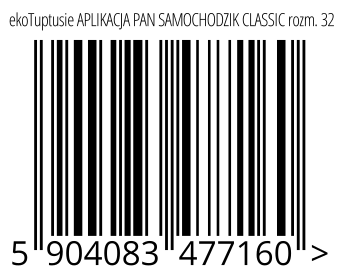 ekoTuptusie APLIKACJA PAN SAMOCHODZIK CLASSIC rozm. 32
5 904083 477160 >